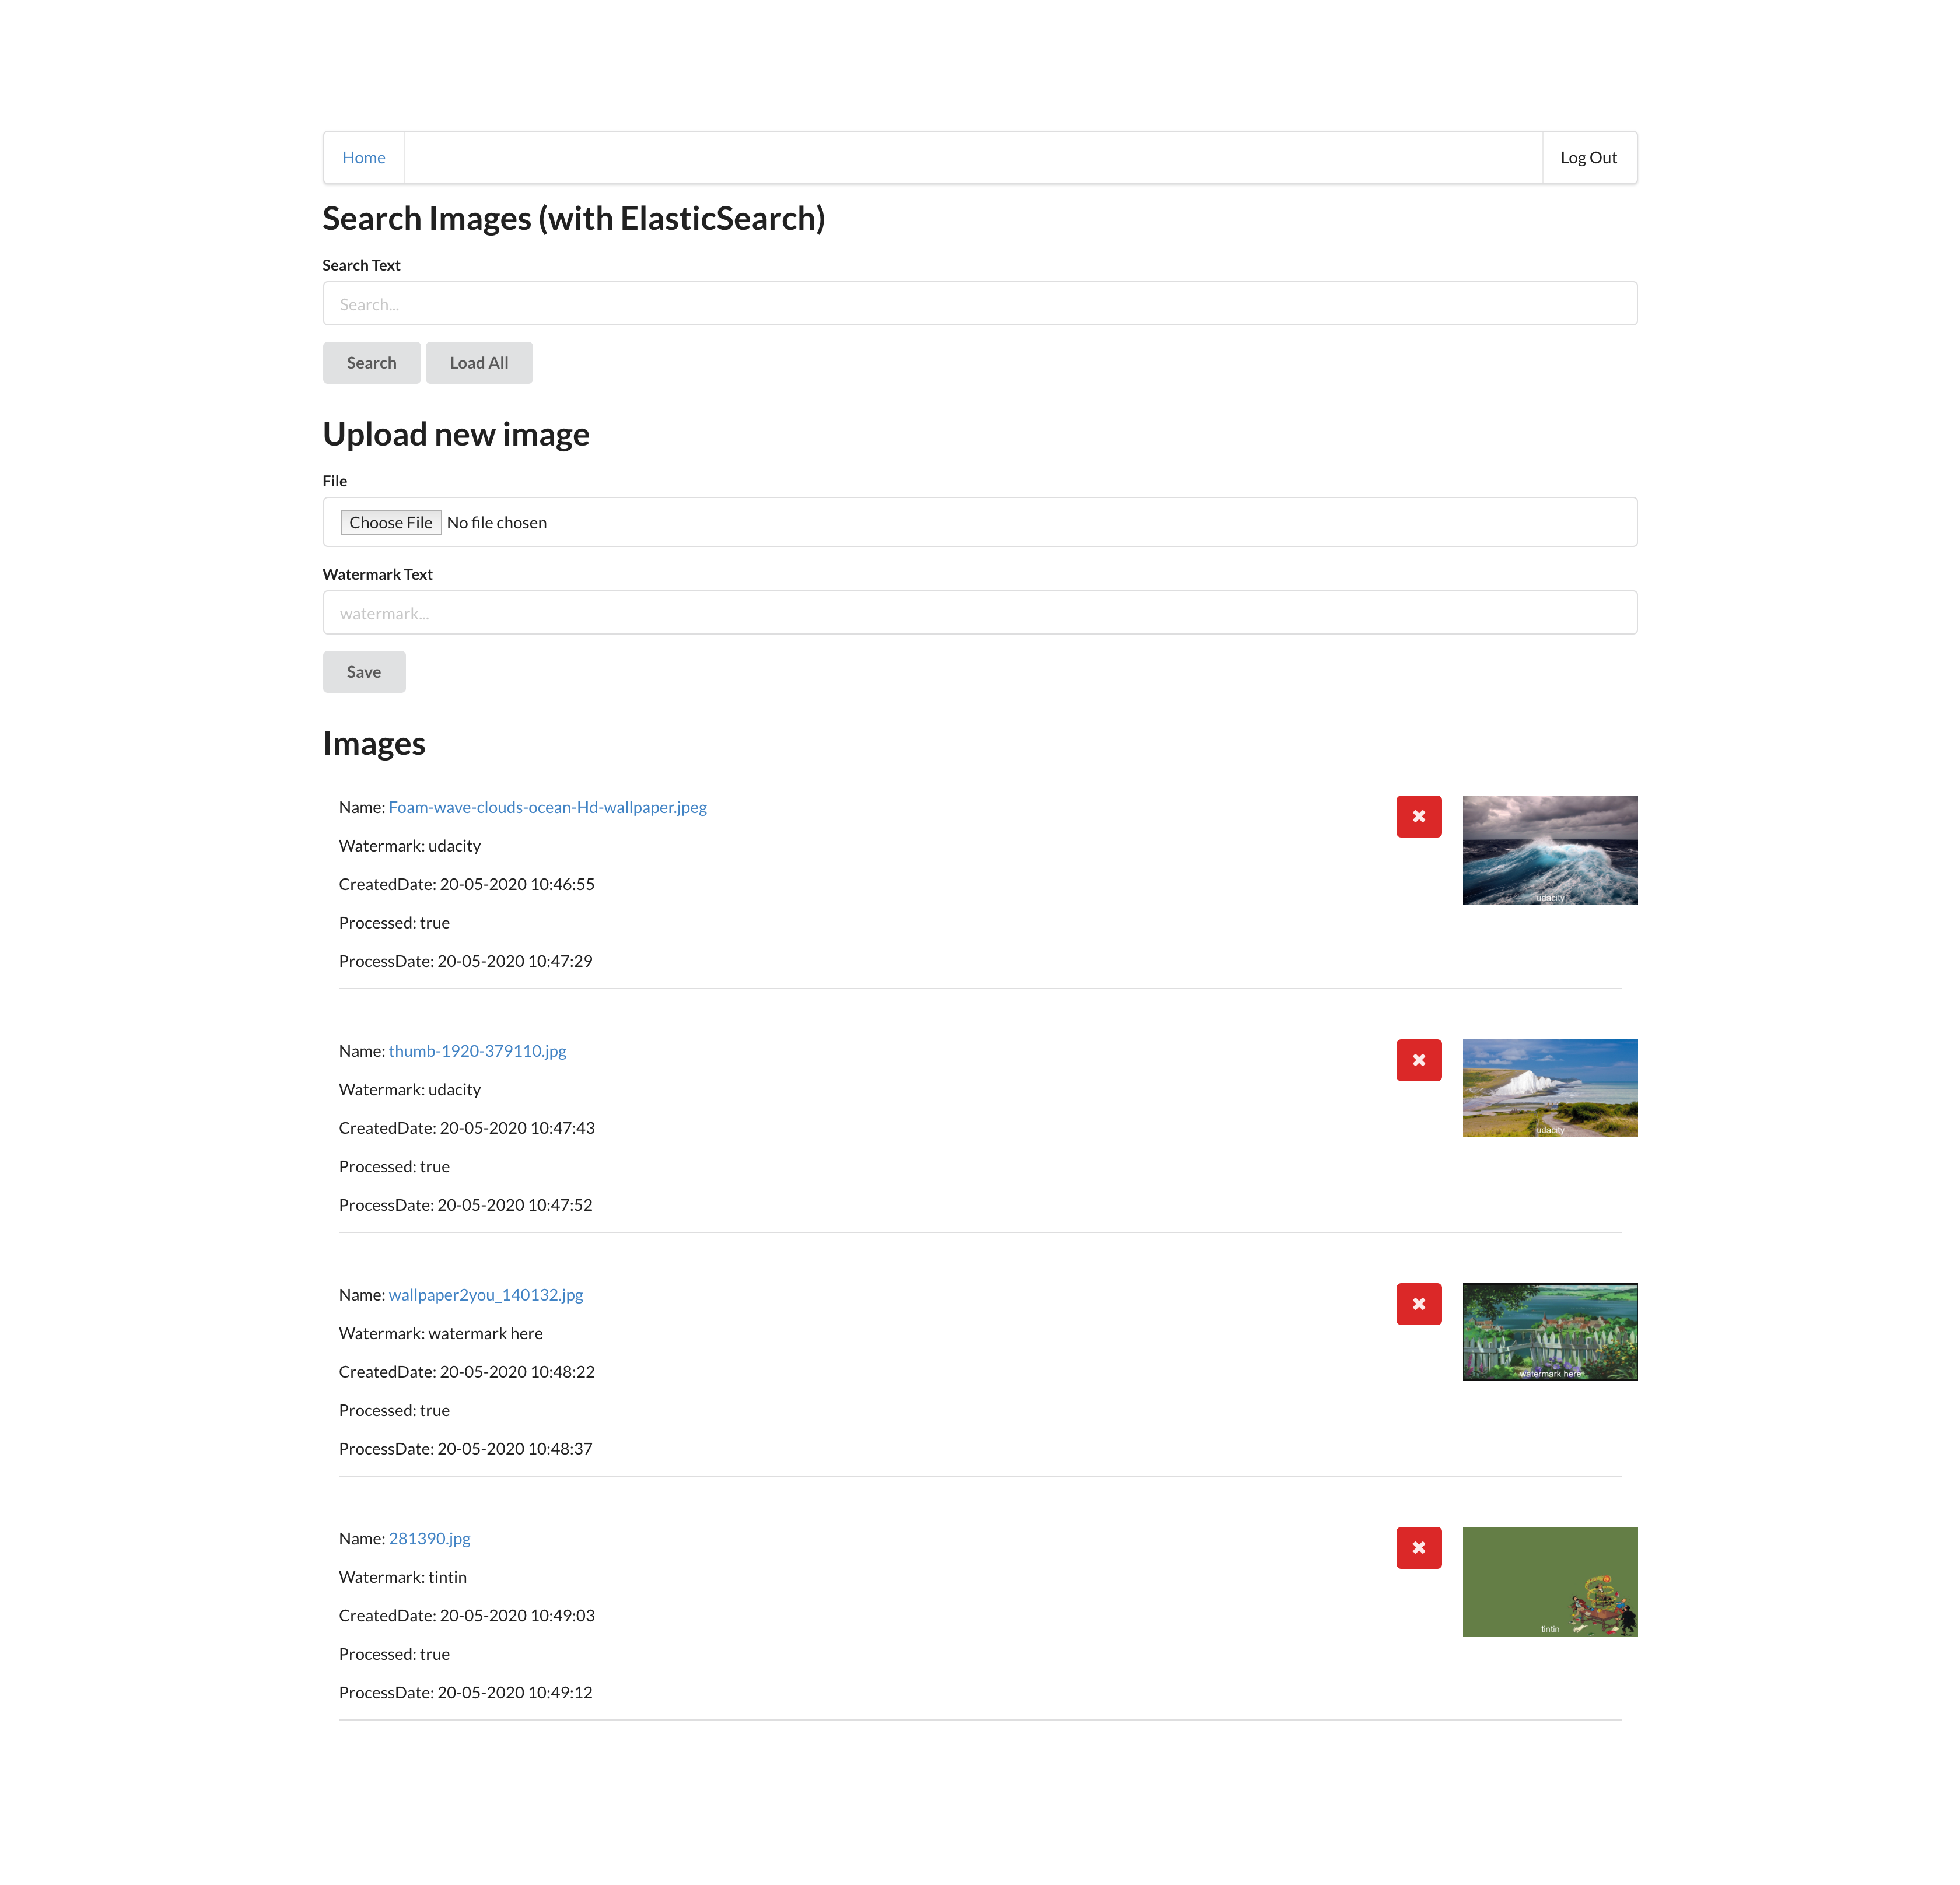 Home
Log Out
Search Images (with ElasticSearch)
Search Text
Search...
Search
Load All
Upload new image
File
Choose File No file chosen
Watermark Text
watermark...
Save
Images
Name: Foam-wave-clouds-ocean-Hd-wallpaper.jpeg
Watermark: udacity
CreatedDate: 20-05-2020 10:46:55
Processed: true
ProcessDate: 20-05-2020 10:47:29
udacity
Name: thumb-1920-379110.jpg
Watermark: udacity
CreatedDate: 20-05-2020 10:47:43
Processed: true
ProcessDate: 20-05-2020 10:47:52
udacity
Name: wallpaper2you_140132.jpg
Watermark: watermark here
CreatedDate: 20-05-2020 10:48:22
Processed: true
ProcessDate: 20-05-2020 10:48:37
watermark here
Name: 281390.jpg
Watermark: tintin
CreatedDate: 20-05-2020 10:49:03
Processed: true
ProcessDate: 20-05-2020 10:49:12
tintin